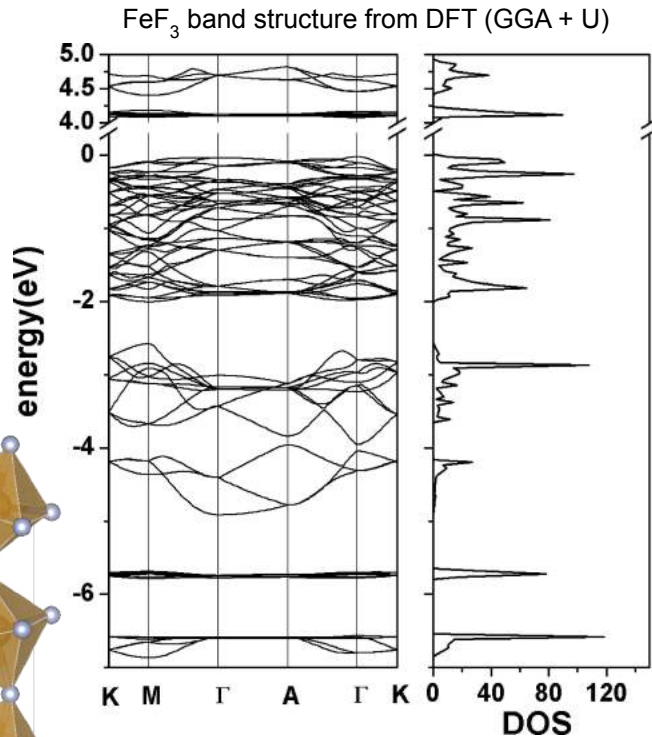 FeF3 band structure from DFT (GGA + U)
5.0
4.5
4.0
0
-2
-4
-6
energy(eV)
K M Γ A Γ K
0 40 80 120
DOS